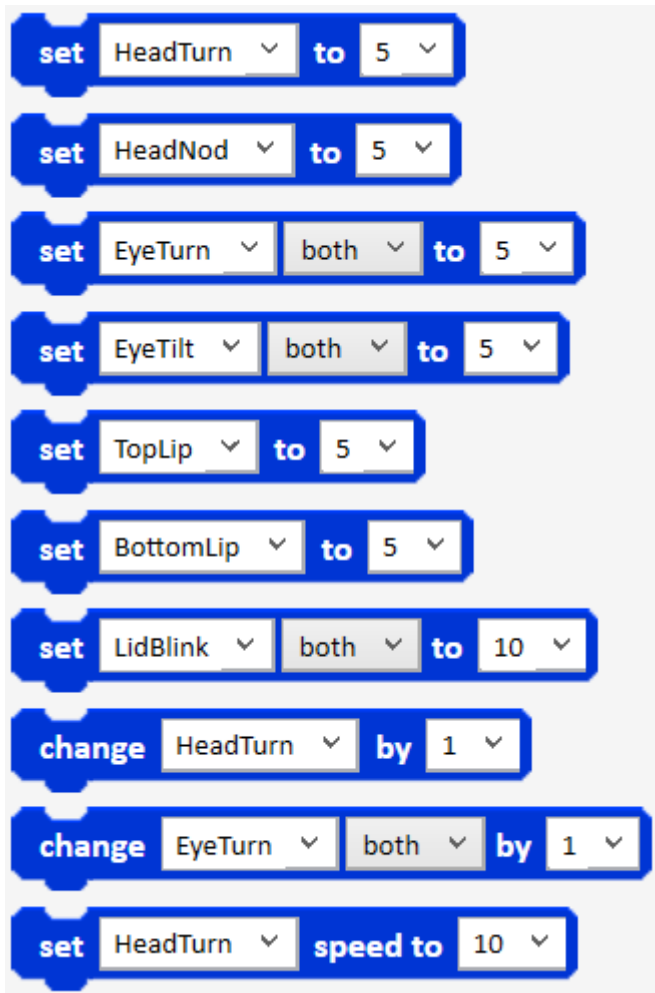 set HeadTurn to 5
set HeadNod to 5
set EyeTurn both to 5
set EyeTilt both to 5
set TopLip to 5
set BottomLip to 5
set LidBlink both to 10
change HeadTurn by 1
change EyeTurn both by 1
set HeadTurn speed to 10